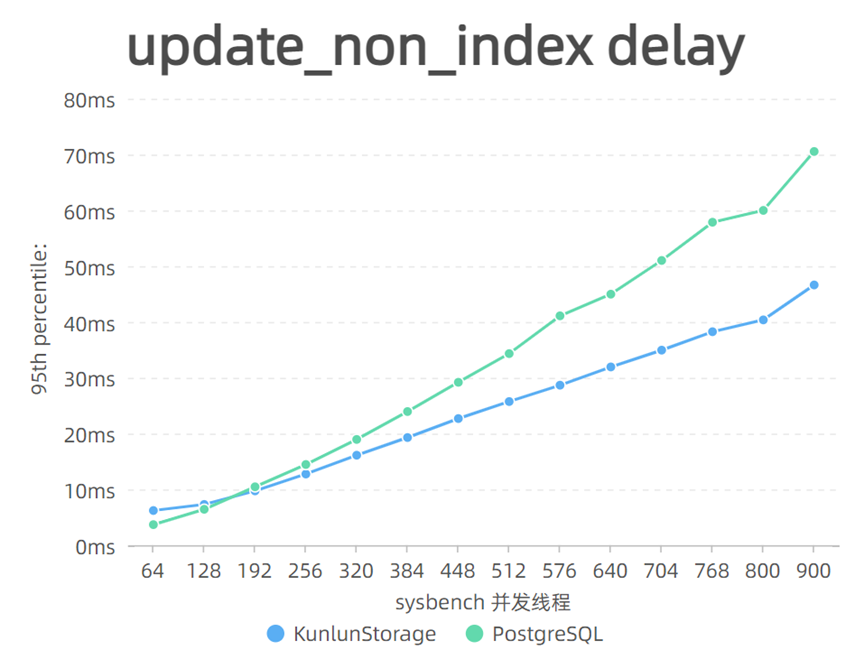 update_non_index delay
80ms
70ms
60ms
50ms
40ms
30ms
20ms
10ms
0ms
95th percentile:
64 128 192 256 320 384 448 512 576 640 704 768 800 900
sysbench 并发线程
KunlunStorage PostgreSQL